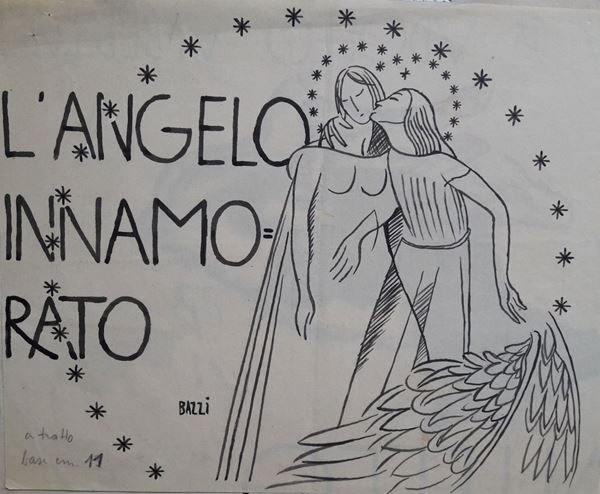 L'ANGELO
INNAMO=
RATO
BAZZI
a tratto
base cm. 11